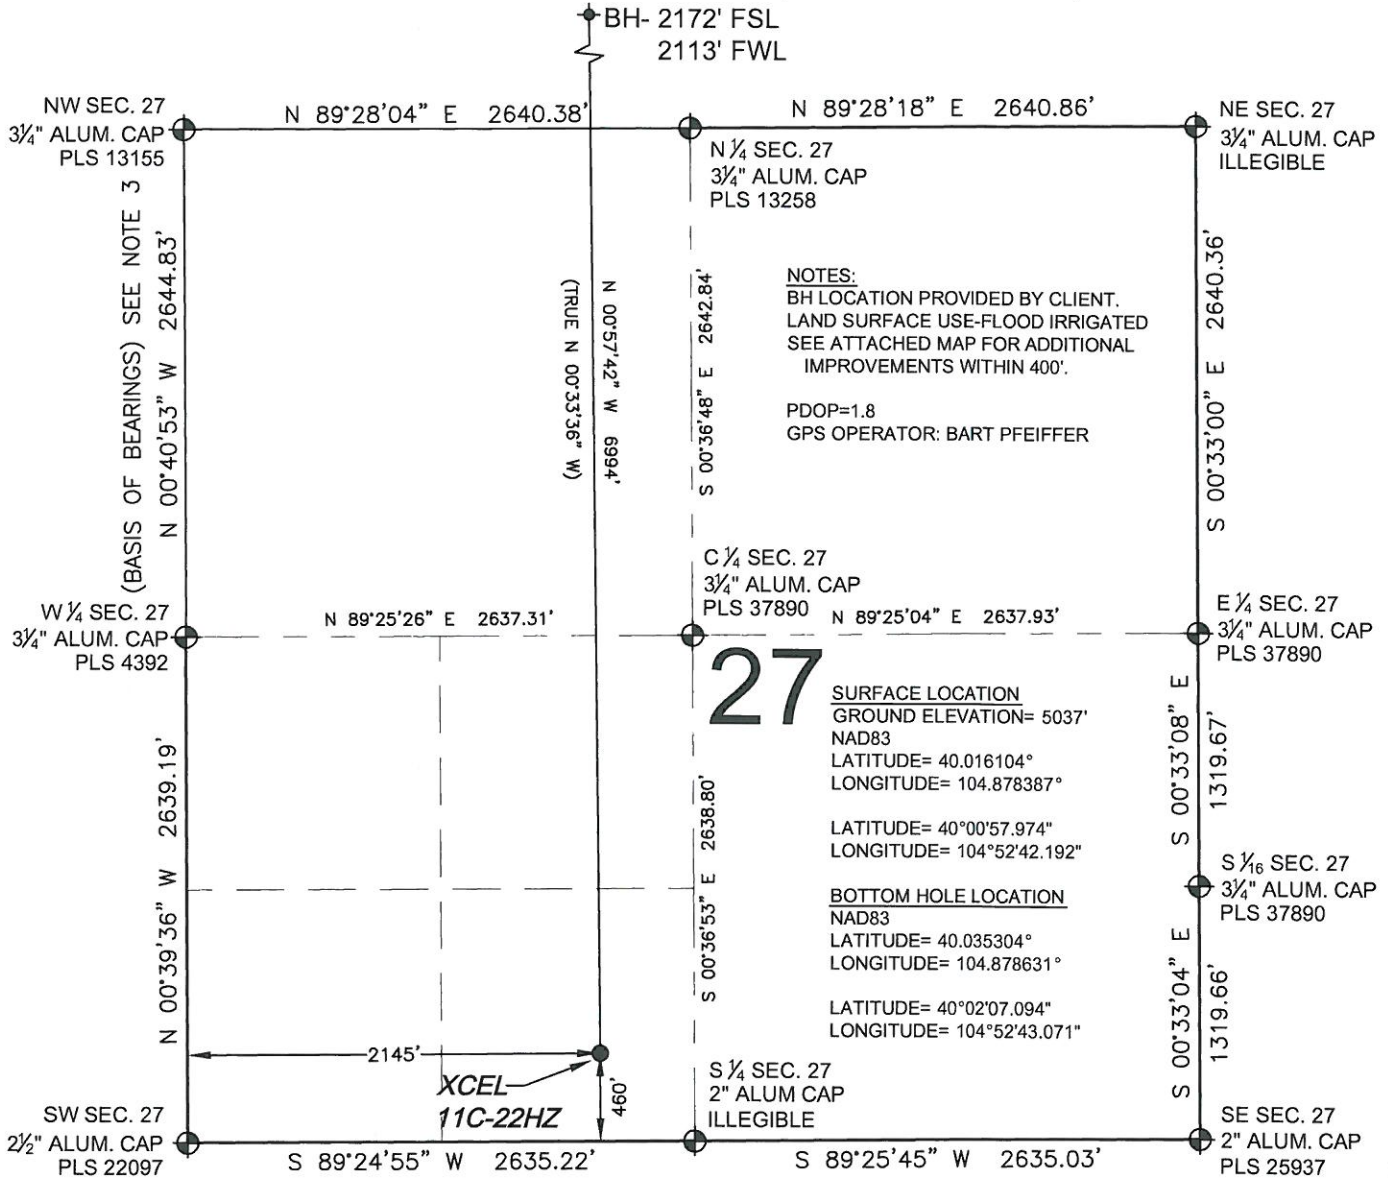 BH- 2172' FSL
2113' FWL
NW SEC. 27
3¼" ALUM. CAP
PLS 13155
N 89°28'04" E 2640.38'
N 89°28'18" E 2640.86'
NE SEC. 27
3¼" ALUM. CAP
ILLEGIBLE
N ¼ SEC. 27
3¼" ALUM. CAP
PLS 13258
(BASIS OF BEARINGS) SEE NOTE 3
N 00°40'53" W 2644.83'
(TRUE N 00°33'36" W)
N 00°57'42" W 6994'
S 00°36'48" E 2642.84'
NOTES:
BH LOCATION PROVIDED BY CLIENT.
LAND SURFACE USE-FLOOD IRRIGATED
SEE ATTACHED MAP FOR ADDITIONAL
IMPROVEMENTS WITHIN 400'.
PDOP=1.8
GPS OPERATOR: BART PFEIFFER
S 00°33'00" E 2640.36'
C ¼ SEC. 27
3¼" ALUM. CAP
PLS 37890
W ¼ SEC. 27
3¼" ALUM. CAP
PLS 4392
N 89°25'26" E 2637.31'
N 89°25'04" E 2637.93'
E ¼ SEC. 27
3¼" ALUM. CAP
PLS 37890
27
SURFACE LOCATION
GROUND ELEVATION= 5037'
NAD83
LATITUDE= 40.016104°
LONGITUDE= 104.878387°
LATITUDE= 40°00'57.974"
LONGITUDE= 104°52'42.192"
BOTTOM HOLE LOCATION
NAD83
LATITUDE= 40.035304°
LONGITUDE= 104.878631°
LATITUDE= 40°02'07.094"
LONGITUDE= 104°52'43.071"
N 00°39'36" W 2639.19'
S 00°36'53" E 2638.80'
S 00°33'08" E
1319.67'
S 1⁄16 SEC. 27
3¼" ALUM. CAP
PLS 37890
S 00°33'04" E
1319.66'
2145'
XCEL
11C-22HZ
460'
S ¼ SEC. 27
2" ALUM CAP
ILLEGIBLE
SW SEC. 27
2½" ALUM. CAP
PLS 22097
S 89°24'55" W 2635.22'
S 89°25'45" W 2635.03'
SE SEC. 27
2" ALUM. CAP
PLS 25937